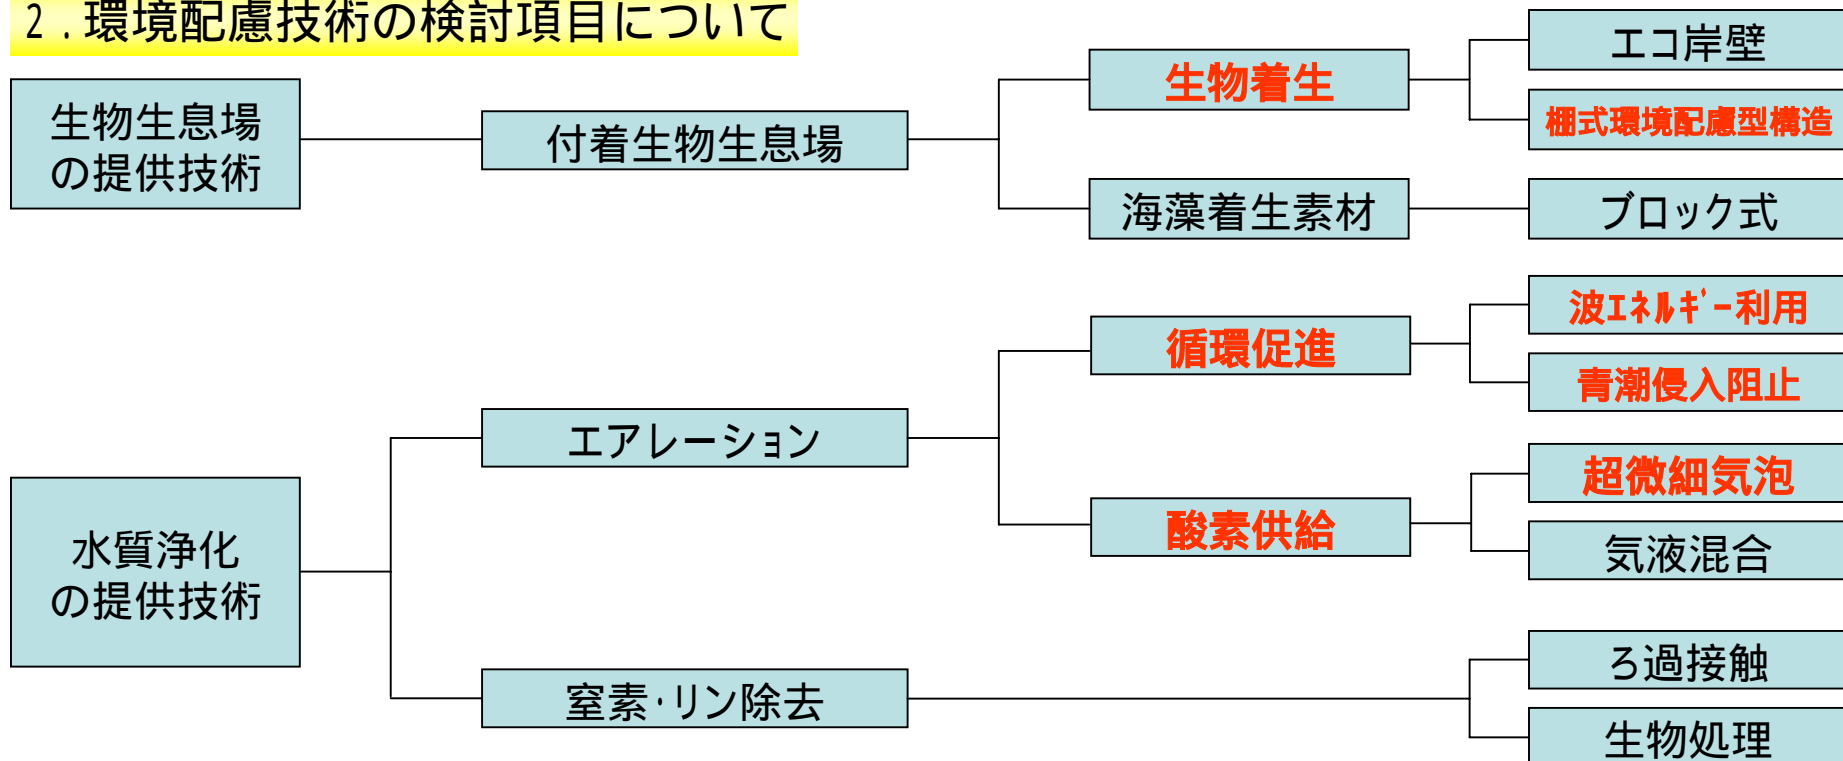 2．環境配慮技術の検討項目について
生物生息場
の提供技術
付着生物生息場
生物着生
エコ岸壁
棚式環境配慮型構造
海藻着生素材
ブロック式
水質浄化
の提供技術
エアレーション
循環促進
波ｴﾈﾙｷﾞｰ利用
青潮侵入阻止
酸素供給
超微細気泡
気液混合
窒素・リン除去
ろ過接触
生物処理